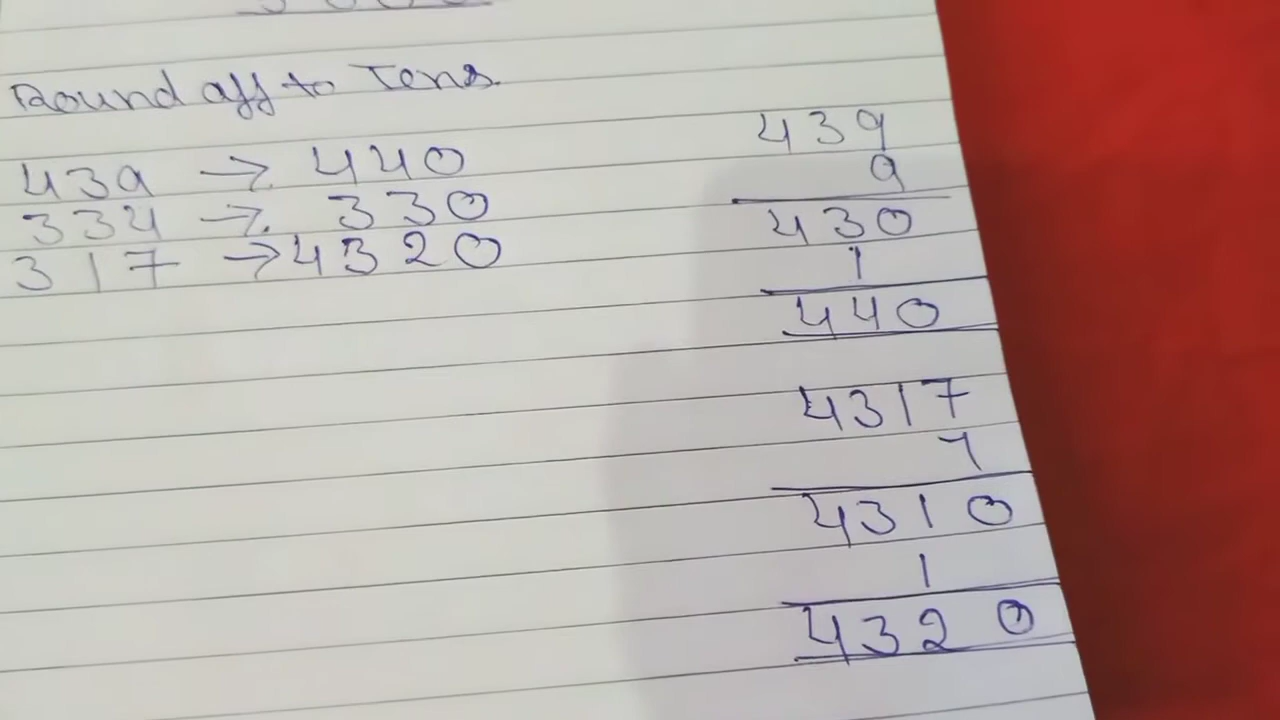 Round off to Tens.
439 → 440
334 → 330
317 → 4320
439
9
430
1
440
4317
7
4310
1
4320